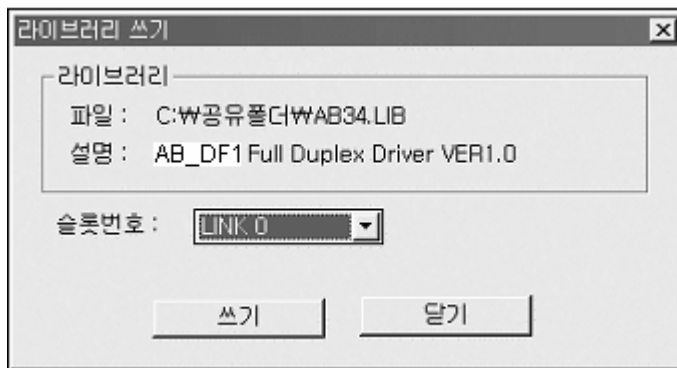 라이브러리 쓰기
라이브러리
파일 : C:₩공유폴더₩AB34.LIB
설명 : AB_DF1 Full Duplex Driver VER1.0
슬롯번호 : LINK 0
쓰기 닫기